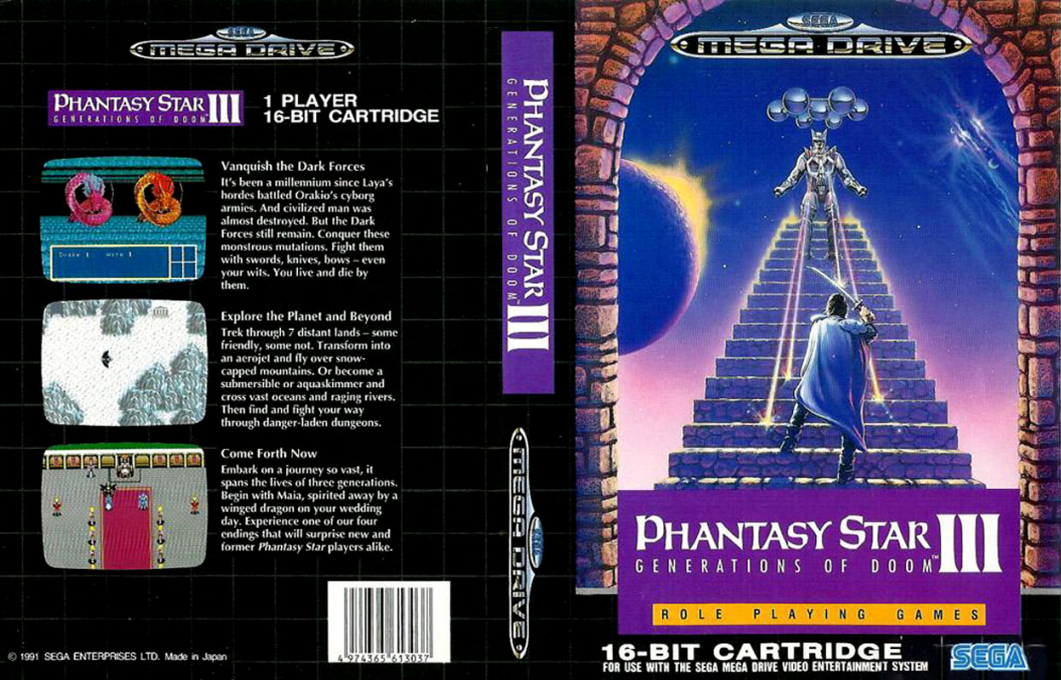 SEGA
MEGA DRIVE
PHANTASY STAR III
GENERATIONS OF DOOM™
1 PLAYER
16-BIT CARTRIDGE
Vanquish the Dark Forces
It's been a millennium since Laya's
hordes battled Orakio's cyborg
armies. And civilized man was
almost destroyed. But the Dark
Forces still remain. Conquer these
monstrous mutations. Fight them
with swords, knives, bows – even
your wits. You live and die by
them.
Explore the Planet and Beyond
Trek through 7 distant lands – some
friendly, some not. Transform into
an aerojet and fly over snow-
capped mountains. Or become a
submersible or aquaskimmer and
cross vast oceans and raging rivers.
Then find and fight your way
through danger-laden dungeons.
Come Forth Now
Embark on a journey so vast, it
spans the lives of three generations.
Begin with Maia, spirited away by a
winged dragon on your wedding
day. Experience one of our four
endings that will surprise new and
former Phantasy Star players alike.
4 974365 613037
© 1991 SEGA ENTERPRISES LTD. Made in Japan
PHANTASY STAR III
GENERATIONS OF DOOM™
SEGA
MEGA DRIVE
SEGA
MEGA DRIVE
PHANTASY STAR III
GENERATIONS OF DOOM™
ROLE PLAYING GAMES
16-BIT CARTRIDGE
FOR USE WITH THE SEGA MEGA DRIVE VIDEO ENTERTAINMENT SYSTEM
SEGA